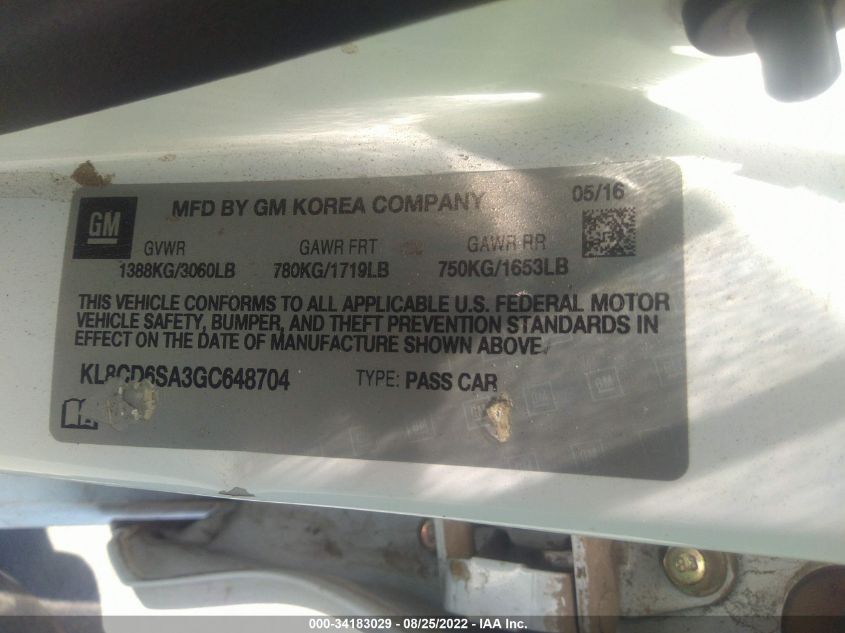 GM
MFD BY GM KOREA COMPANY
05/16
GVWR
GAWR FRT
GAWR RR
1388KG/3060LB
780KG/1719LB
750KG/1653LB
THIS VEHICLE CONFORMS TO ALL APPLICABLE U.S. FEDERAL MOTOR
VEHICLE SAFETY, BUMPER, AND THEFT PREVENTION STANDARDS IN
EFFECT ON THE DATE OF MANUFACTURE SHOWN ABOVE
KL8CD6SA3GC648704
TYPE: PASS CAR
000-34183029 - 08/25/2022 - IAA Inc.